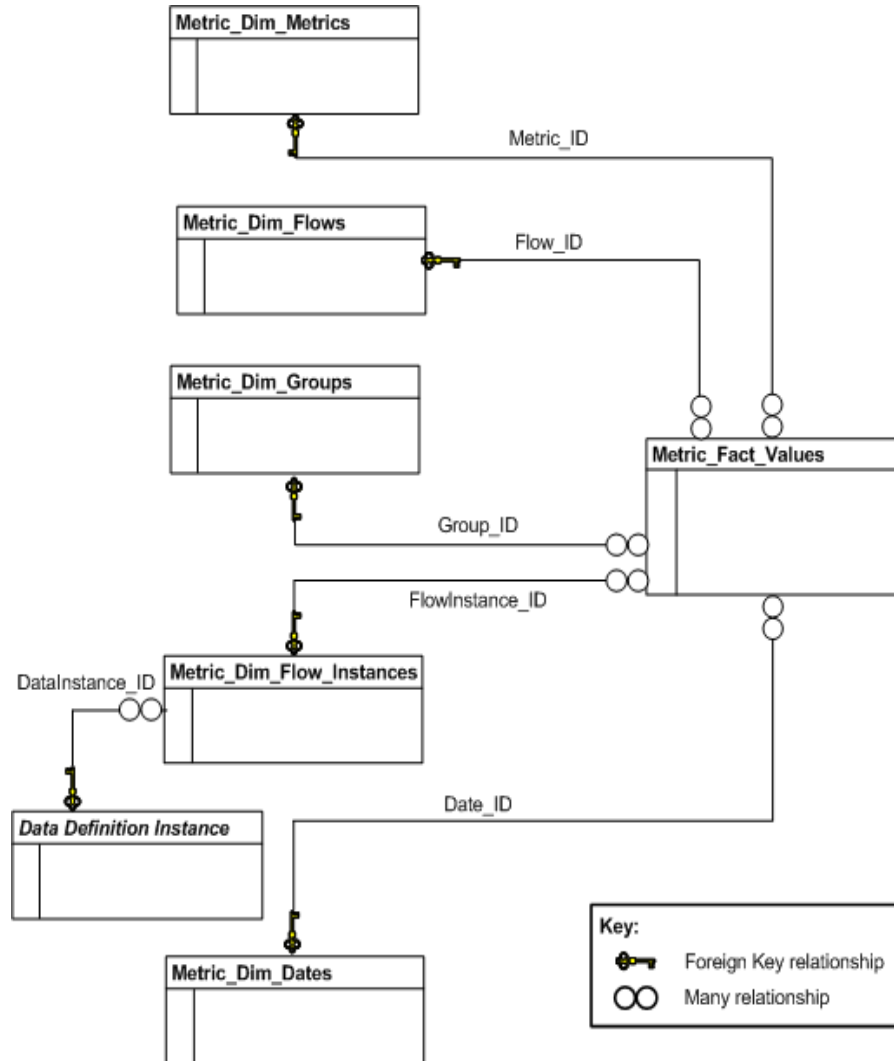 Metric_Dim_Metrics
Metric_ID
Metric_Dim_Flows
Flow_ID
Metric_Dim_Groups
Metric_Fact_Values
Group_ID
FlowInstance_ID
Metric_Dim_Flow_Instances
DataInstance_ID
Data Definition Instance
Date_ID
Metric_Dim_Dates
Key:
Foreign Key relationship
Many relationship